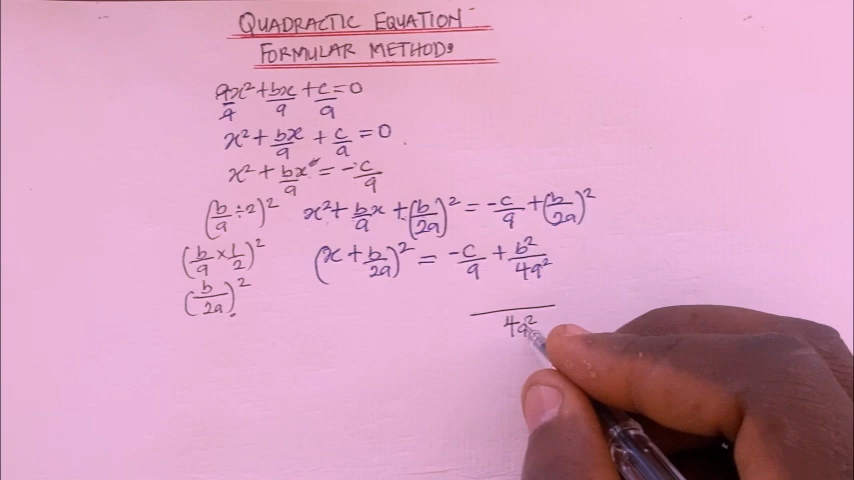 QUADRACTIC EQUATION
FORMULAR METHOD:
ax²/a + bx/a + c/a = 0
x² + bx/a + c/a = 0
x² + bx/a = -c/a
(b/a ÷ 2)² x² + b/a x + (b/2a)² = -c/a + (b/2a)²
(b/a × 1/2)² (x + b/2a)² = -c/a + b²/4a²
(b/2a)²
4a²